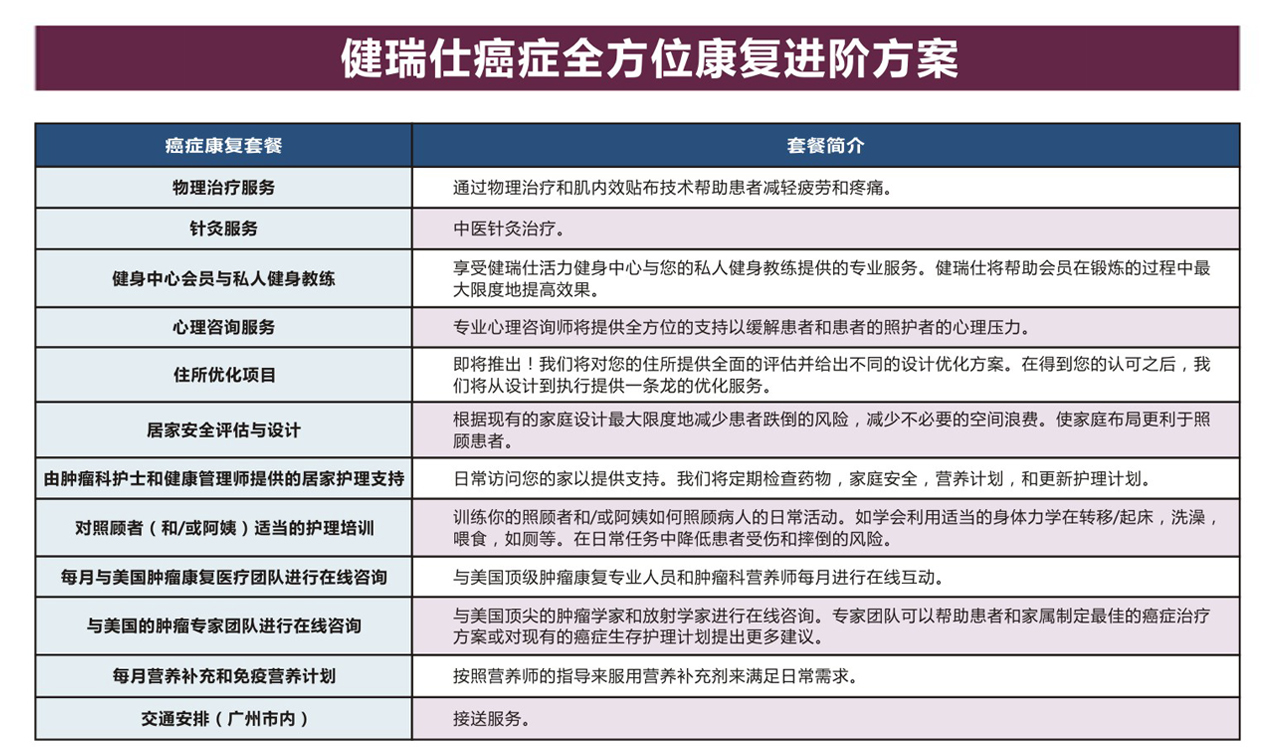 健瑞仕癌症全方位康复进阶方案
癌症康复套餐
套餐简介
物理治疗服务
通过物理治疗和肌内效贴布技术帮助患者减轻疲劳和疼痛。
针灸服务
中医针灸治疗。
健身中心会员与私人健身教练
享受健瑞仕活力健身中心与您的私人健身教练提供的专业服务。健瑞仕将帮助会员在锻炼的过程中最
大限度地提高效果。
心理咨询服务
专业心理咨询师将提供全方位的支持以缓解患者和患者的照护者的心理压力。
住所优化项目
即将推出！我们将对您的住所提供全面的评估并给出不同的设计优化方案。在得到您的认可之后，我
们将从设计到执行提供一条龙的优化服务。
居家安全评估与设计
根据现有的家庭设计最大限度地减少患者跌倒的风险，减少不必要的空间浪费。使家庭布局更利于照
顾患者。
由肿瘤科护士和健康管理师提供的居家护理支持
日常访问您的家以提供支持。我们将定期检查药物，家庭安全，营养计划，和更新护理计划。
对照顾者（和/或阿姨）适当的护理培训
训练你的照顾者和/或阿姨如何照顾病人的日常活动。如学会利用适当的身体力学在转移/起床，洗澡，
喂食，如厕等。在日常任务中降低患者受伤和摔倒的风险。
每月与美国肿瘤康复医疗团队进行在线咨询
与美国顶级肿瘤康复专业人员和肿瘤科营养师每月进行在线互动。
与美国的肿瘤专家团队进行在线咨询
与美国顶尖的肿瘤学家和放射学家进行在线咨询。专家团队可以帮助患者和家属制定最佳的癌症治疗
方案或对现有的癌症生存护理计划提出更多建议。
每月营养补充和免疫营养计划
按照营养师的指导来服用营养补充剂来满足日常需求。
交通安排（广州市内）
接送服务。